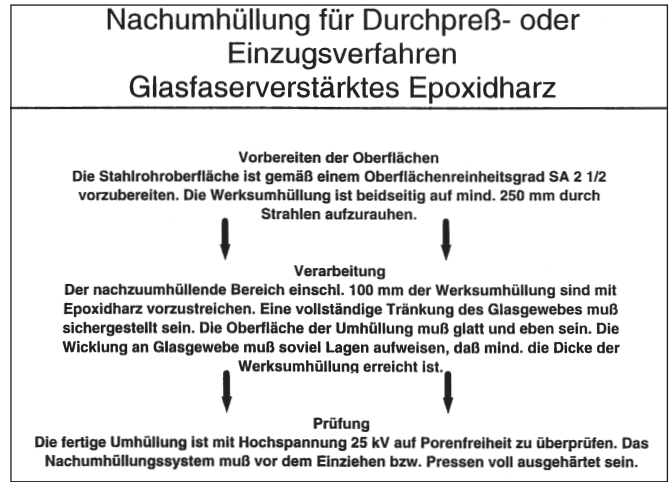 Nachumhüllung für Durchpreß- oder
Einzugsverfahren
Glasfaserverstärktes Epoxidharz
Vorbereiten der Oberflächen
Die Stahlrohroberfläche ist gemäß einem Oberflächenreinheitsgrad SA 2 1/2
vorzubereiten. Die Werksumhüllung ist beidseitig auf mind. 250 mm durch
Strahlen aufzurauhen.
Verarbeitung
Der nachzuumhüllende Bereich einschl. 100 mm der Werksumhüllung sind mit
Epoxidharz vorzustreichen. Eine vollständige Tränkung des Glasgewebes muß
sichergestellt sein. Die Oberfläche der Umhüllung muß glatt und eben sein. Die
Wicklung an Glasgewebe muß soviel Lagen aufweisen, daß mind. die Dicke der
Werksumhüllung erreicht ist.
Prüfung
Die fertige Umhüllung ist mit Hochspannung 25 kV auf Porenfreiheit zu überprüfen. Das
Nachumhüllungssystem muß vor dem Einziehen bzw. Pressen voll ausgehärtet sein.